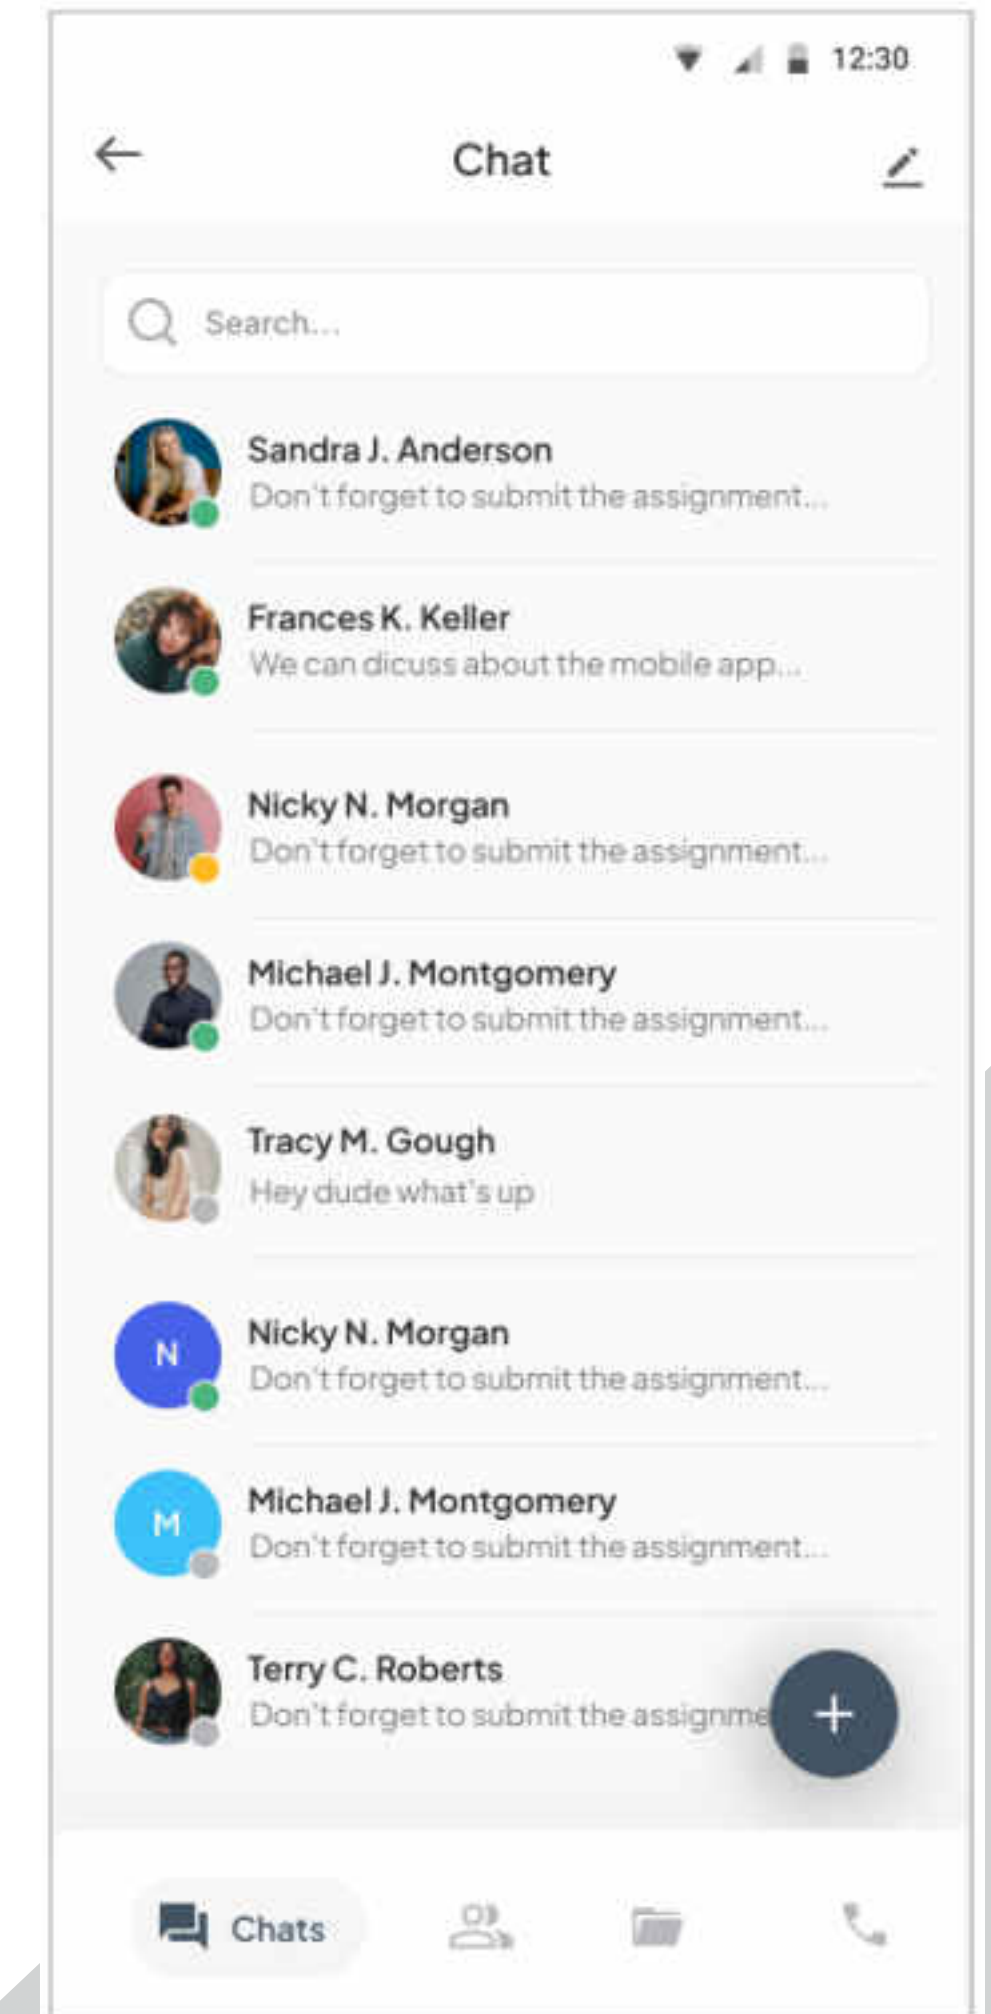 12:30
Chat
Search...
Sandra J. Anderson
Don't forget to submit the assignment...
Frances K. Keller
We can dicuss about the mobile app...
Nicky N. Morgan
Don't forget to submit the assignment...
Michael J. Montgomery
Don't forget to submit the assignment...
Tracy M. Gough
Hey dude what's up
N
Nicky N. Morgan
Don't forget to submit the assignment...
M
Michael J. Montgomery
Don't forget to submit the assignment...
Terry C. Roberts
Don't forget to submit the assignme
Chats